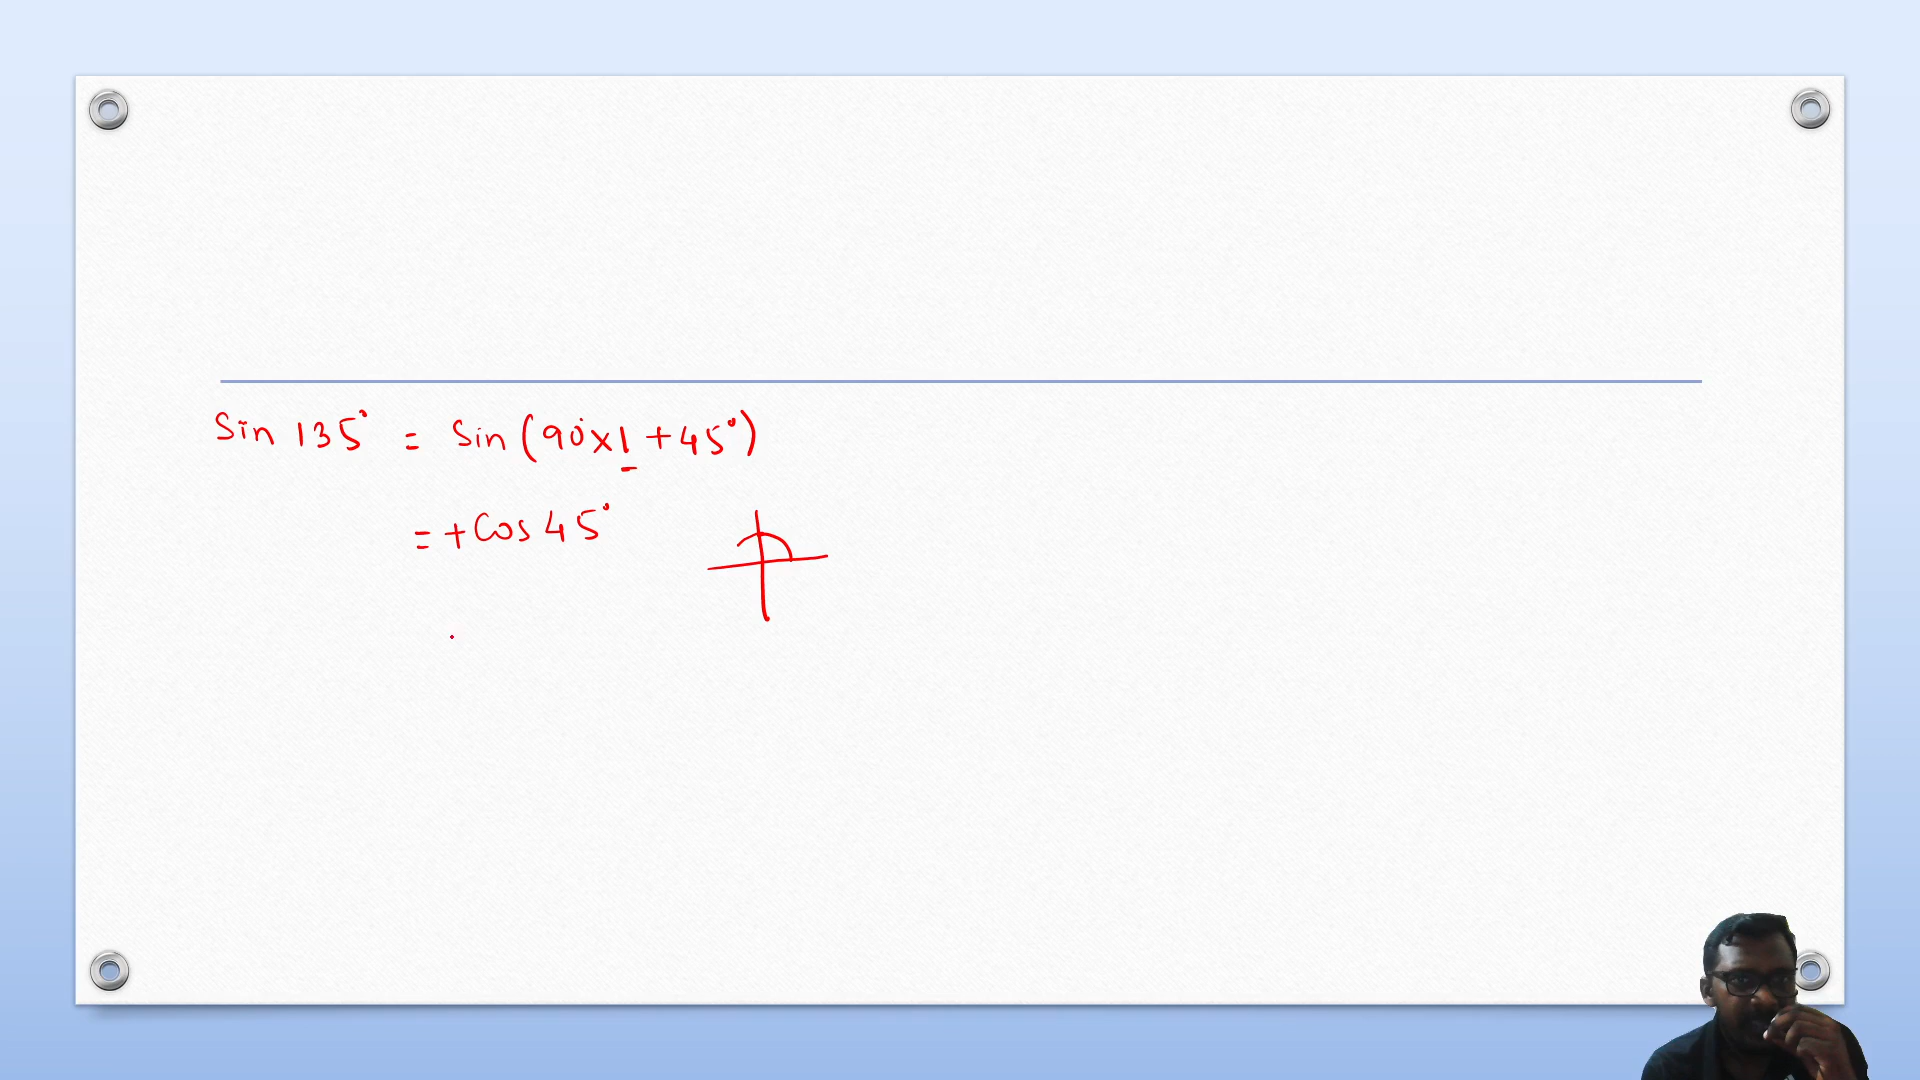 Sin 135° = Sin (90°x1 + 45°)
= + Cos 45°